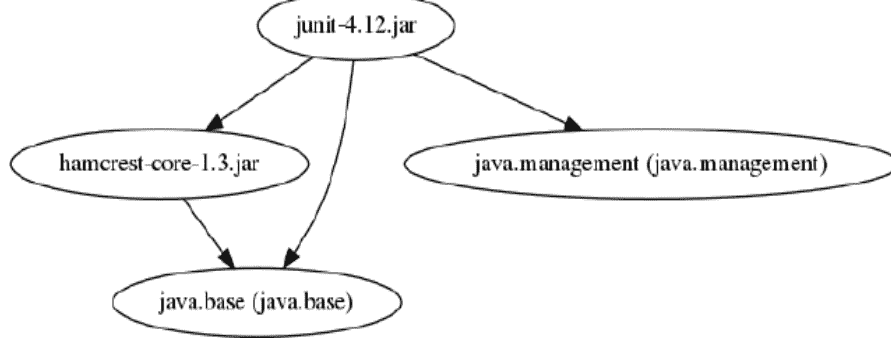 junit-4.12.jar
hamcrest-core-1.3.jar
java.management (java.management)
java.base (java.base)